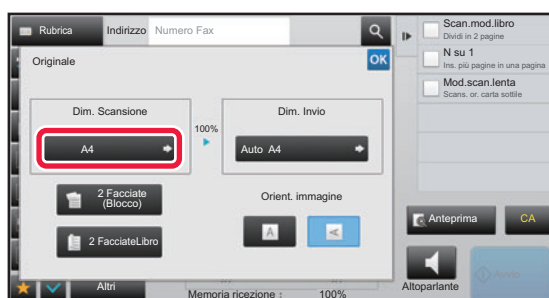 Rubrica
Indirizzo
Numero Fax
Originale
OK
Dim. Scansione
A4
100%
Dim. Invio
Auto A4
2 Facciate
(Blocco)
2 FacciateLibro
Orient. immagine
A
A
Altri
Memoria ricezione :
100%
Scan.mod.libro
Dividi in 2 pagine
N su 1
Ins. più pagine in una pagina
Mod.scan.lenta
Scans. or. carta sottile
Anteprima
CA
Altoparlante
Avvio